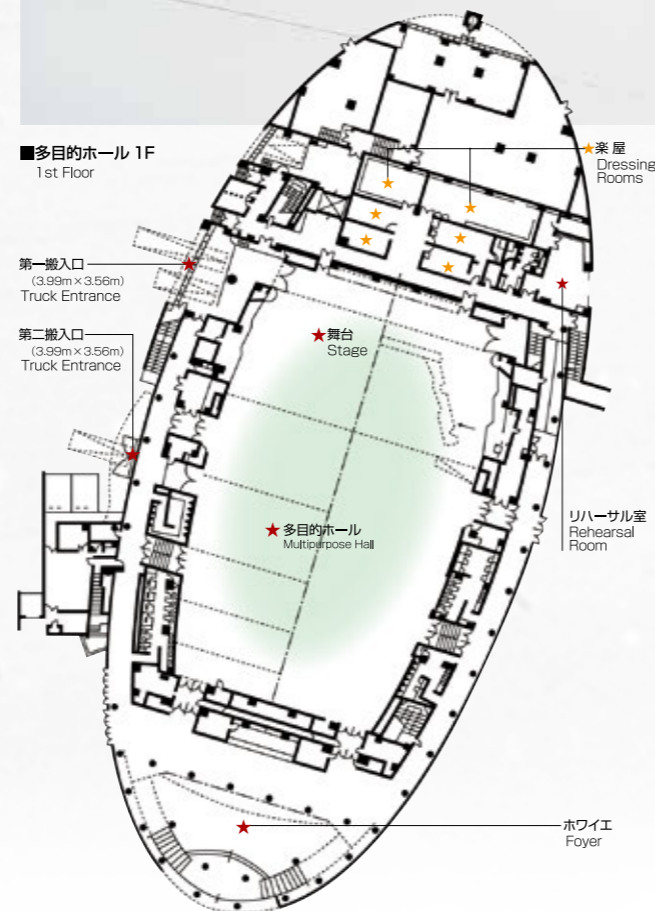 ■多目的ホール 1F
1st Floor
★楽屋
Dressing
Rooms
第一搬入口
(3.99m×3.56m)
Truck Entrance
第二搬入口
(3.99m×3.56m)
Truck Entrance
★舞台
Stage
★多目的ホール
Multipurpose Hall
リハーサル室
Rehearsal
Room
ホワイエ
Foyer